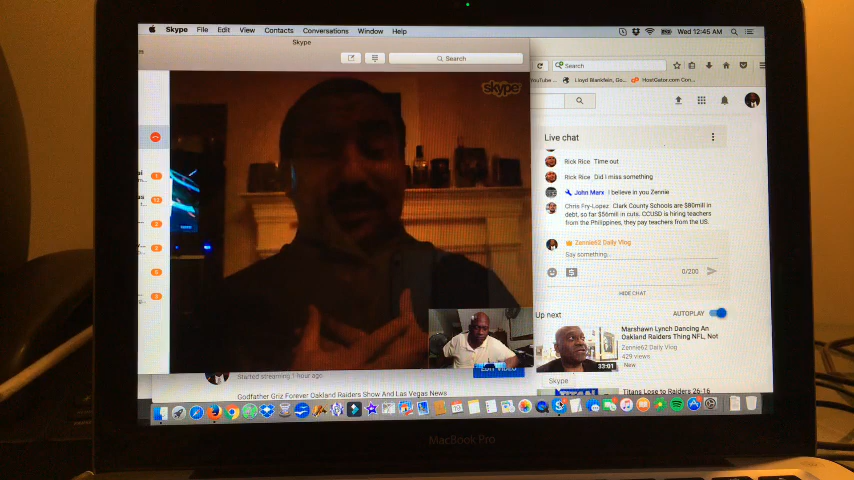 Skype File Edit View Contacts Conversations Window Help
Wed 12:45 AM
Skype
Search
Search
YouTube ...
Lloyd Blankfein, Go...
HostGator.com Con...
skype
Live chat
Rick Rice Time out
Rick Rice Did I miss something
John Marx I believe in you Zennie
Chris Fry-Lopez Clark County Schools are $80mill in
debt, so far $56mill in cuts. CCUSD is hiring teachers
from the Philippines, they pay teachers from the US.
Zennie62 Daily Vlog
Say something...
0/200
HIDE CHAT
Up next
AUTOPLAY
Marshawn Lynch Dancing An
Oakland Raiders Thing NFL, Not
Zennie62 Daily Vlog
429 views
New
33:01
Skype
Titans Lose to Raiders 26-16
Started streaming 1 hour ago
EDIT VIDEO
Godfather Griz Forever Oakland Raiders Show And Las Vegas News
MacBook Pro